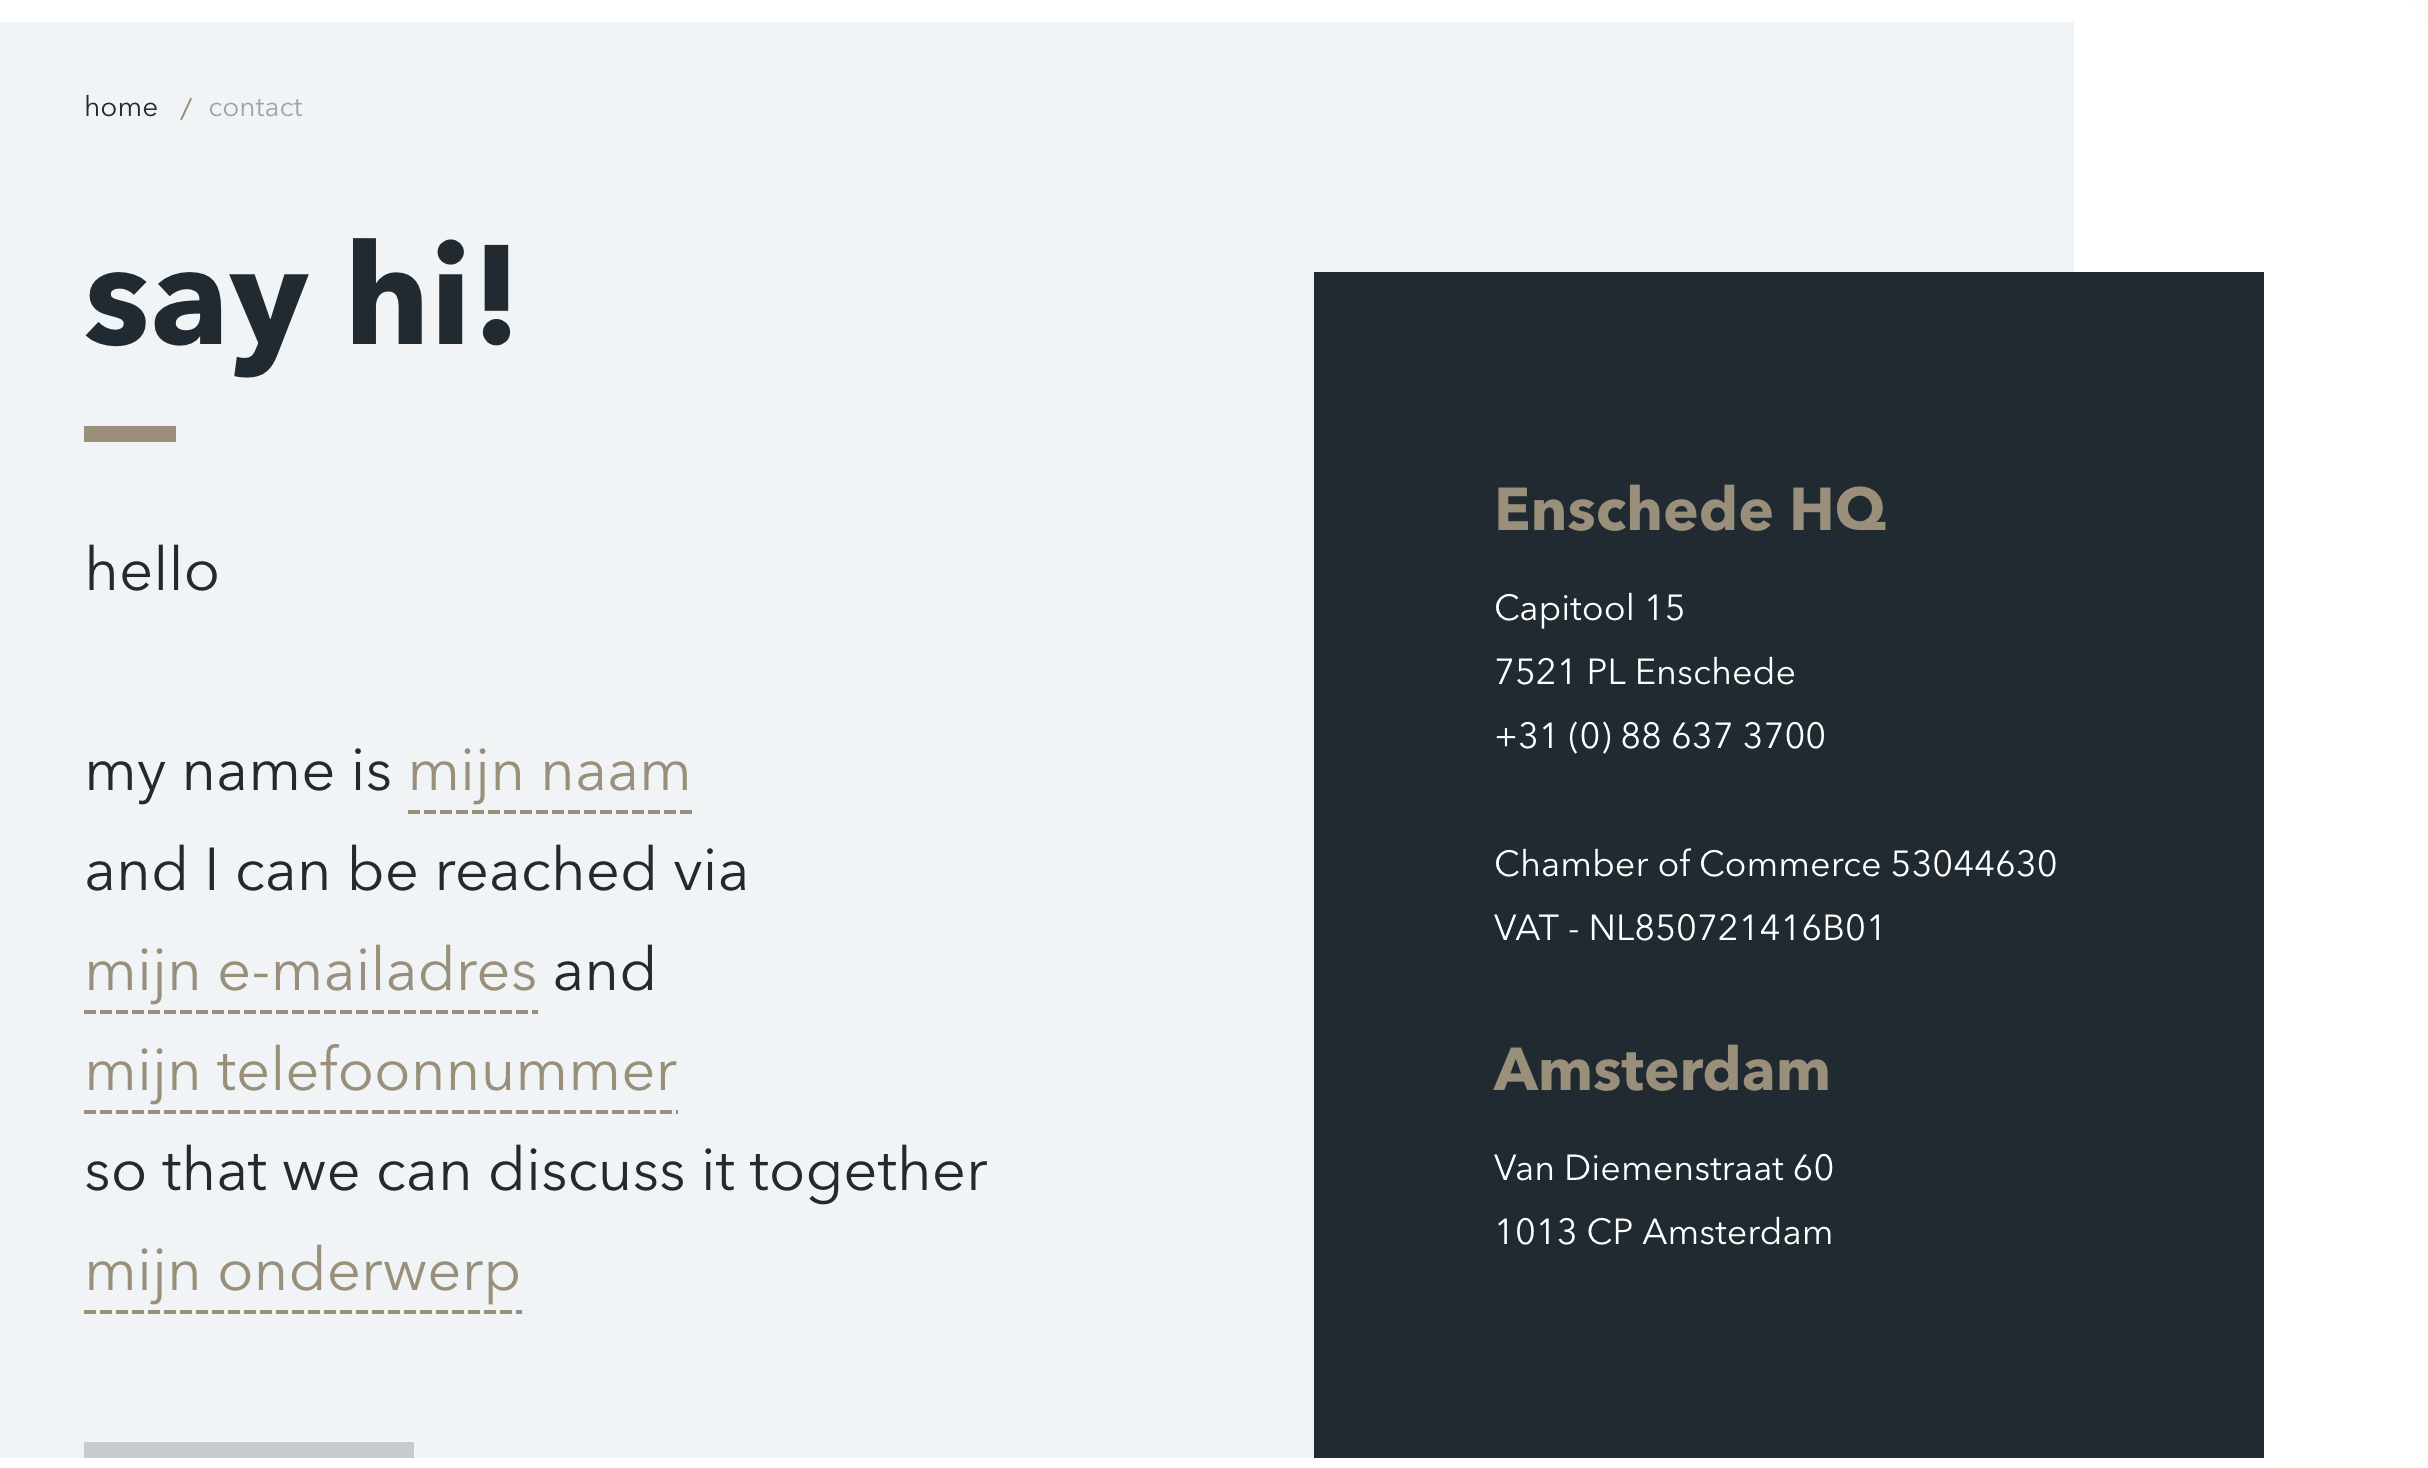 home / contact
say hi!
hello
my name is mijn naam
and I can be reached via
mijn e-mailadres and
mijn telefoonnummer
so that we can discuss it together
mijn onderwerp
Enschede HQ
Capitool 15
7521 PL Enschede
+31 (0) 88 637 3700
Chamber of Commerce 53044630
VAT - NL850721416B01
Amsterdam
Van Diemenstraat 60
1013 CP Amsterdam